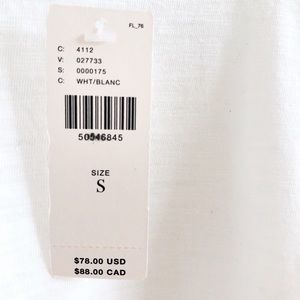 FL_76
C: 4112
V: 027733
S: 0000175
C: WHT/BLANC
50546845
SIZE
S
$78.00 USD
$88.00 CAD